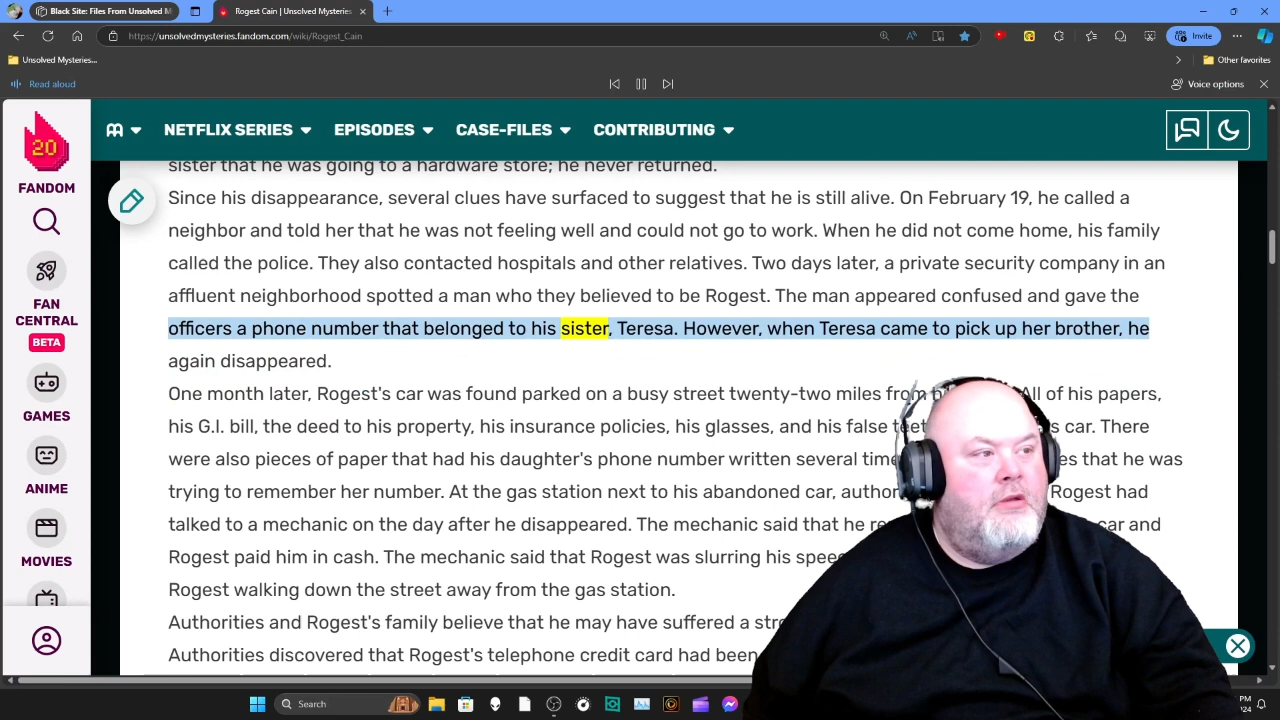 Black Site: Files From Unsolved M
Rogest Cain | Unsolved Mysteries
https://unsolvedmysteries.fandom.com/wiki/Rogest_Cain
Invite
Unsolved Mysteries...
Other favorites
Read aloud
Voice options
20
FANDOM
FAN CENTRAL
BETA
GAMES
ANIME
MOVIES
NETFLIX SERIES
EPISODES
CASE-FILES
CONTRIBUTING
sister that he was going to a hardware store; he never returned.
Since his disappearance, several clues have surfaced to suggest that he is still alive. On February 19, he called a
neighbor and told her that he was not feeling well and could not go to work. When he did not come home, his family
called the police. They also contacted hospitals and other relatives. Two days later, a private security company in an
affluent neighborhood spotted a man who they believed to be Rogest. The man appeared confused and gave the
officers a phone number that belonged to his sister, Teresa. However, when Teresa came to pick up her brother, he
again disappeared.
One month later, Rogest's car was found parked on a busy street twenty-two miles from All of his papers,
his G.I. bill, the deed to his property, his insurance policies, his glasses, and his false car. There
were also pieces of paper that had his daughter's phone number written several that he was
trying to remember her number. At the gas station next to his abandoned car, Rogest had
talked to a mechanic on the day after he disappeared. The mechanic said that he car and
Rogest paid him in cash. The mechanic said that Rogest was slurring his
Rogest walking down the street away from the gas station.
Authorities and Rogest's family believe that he may have suffered a
Authorities discovered that Rogest's telephone credit card had been
Search
PM